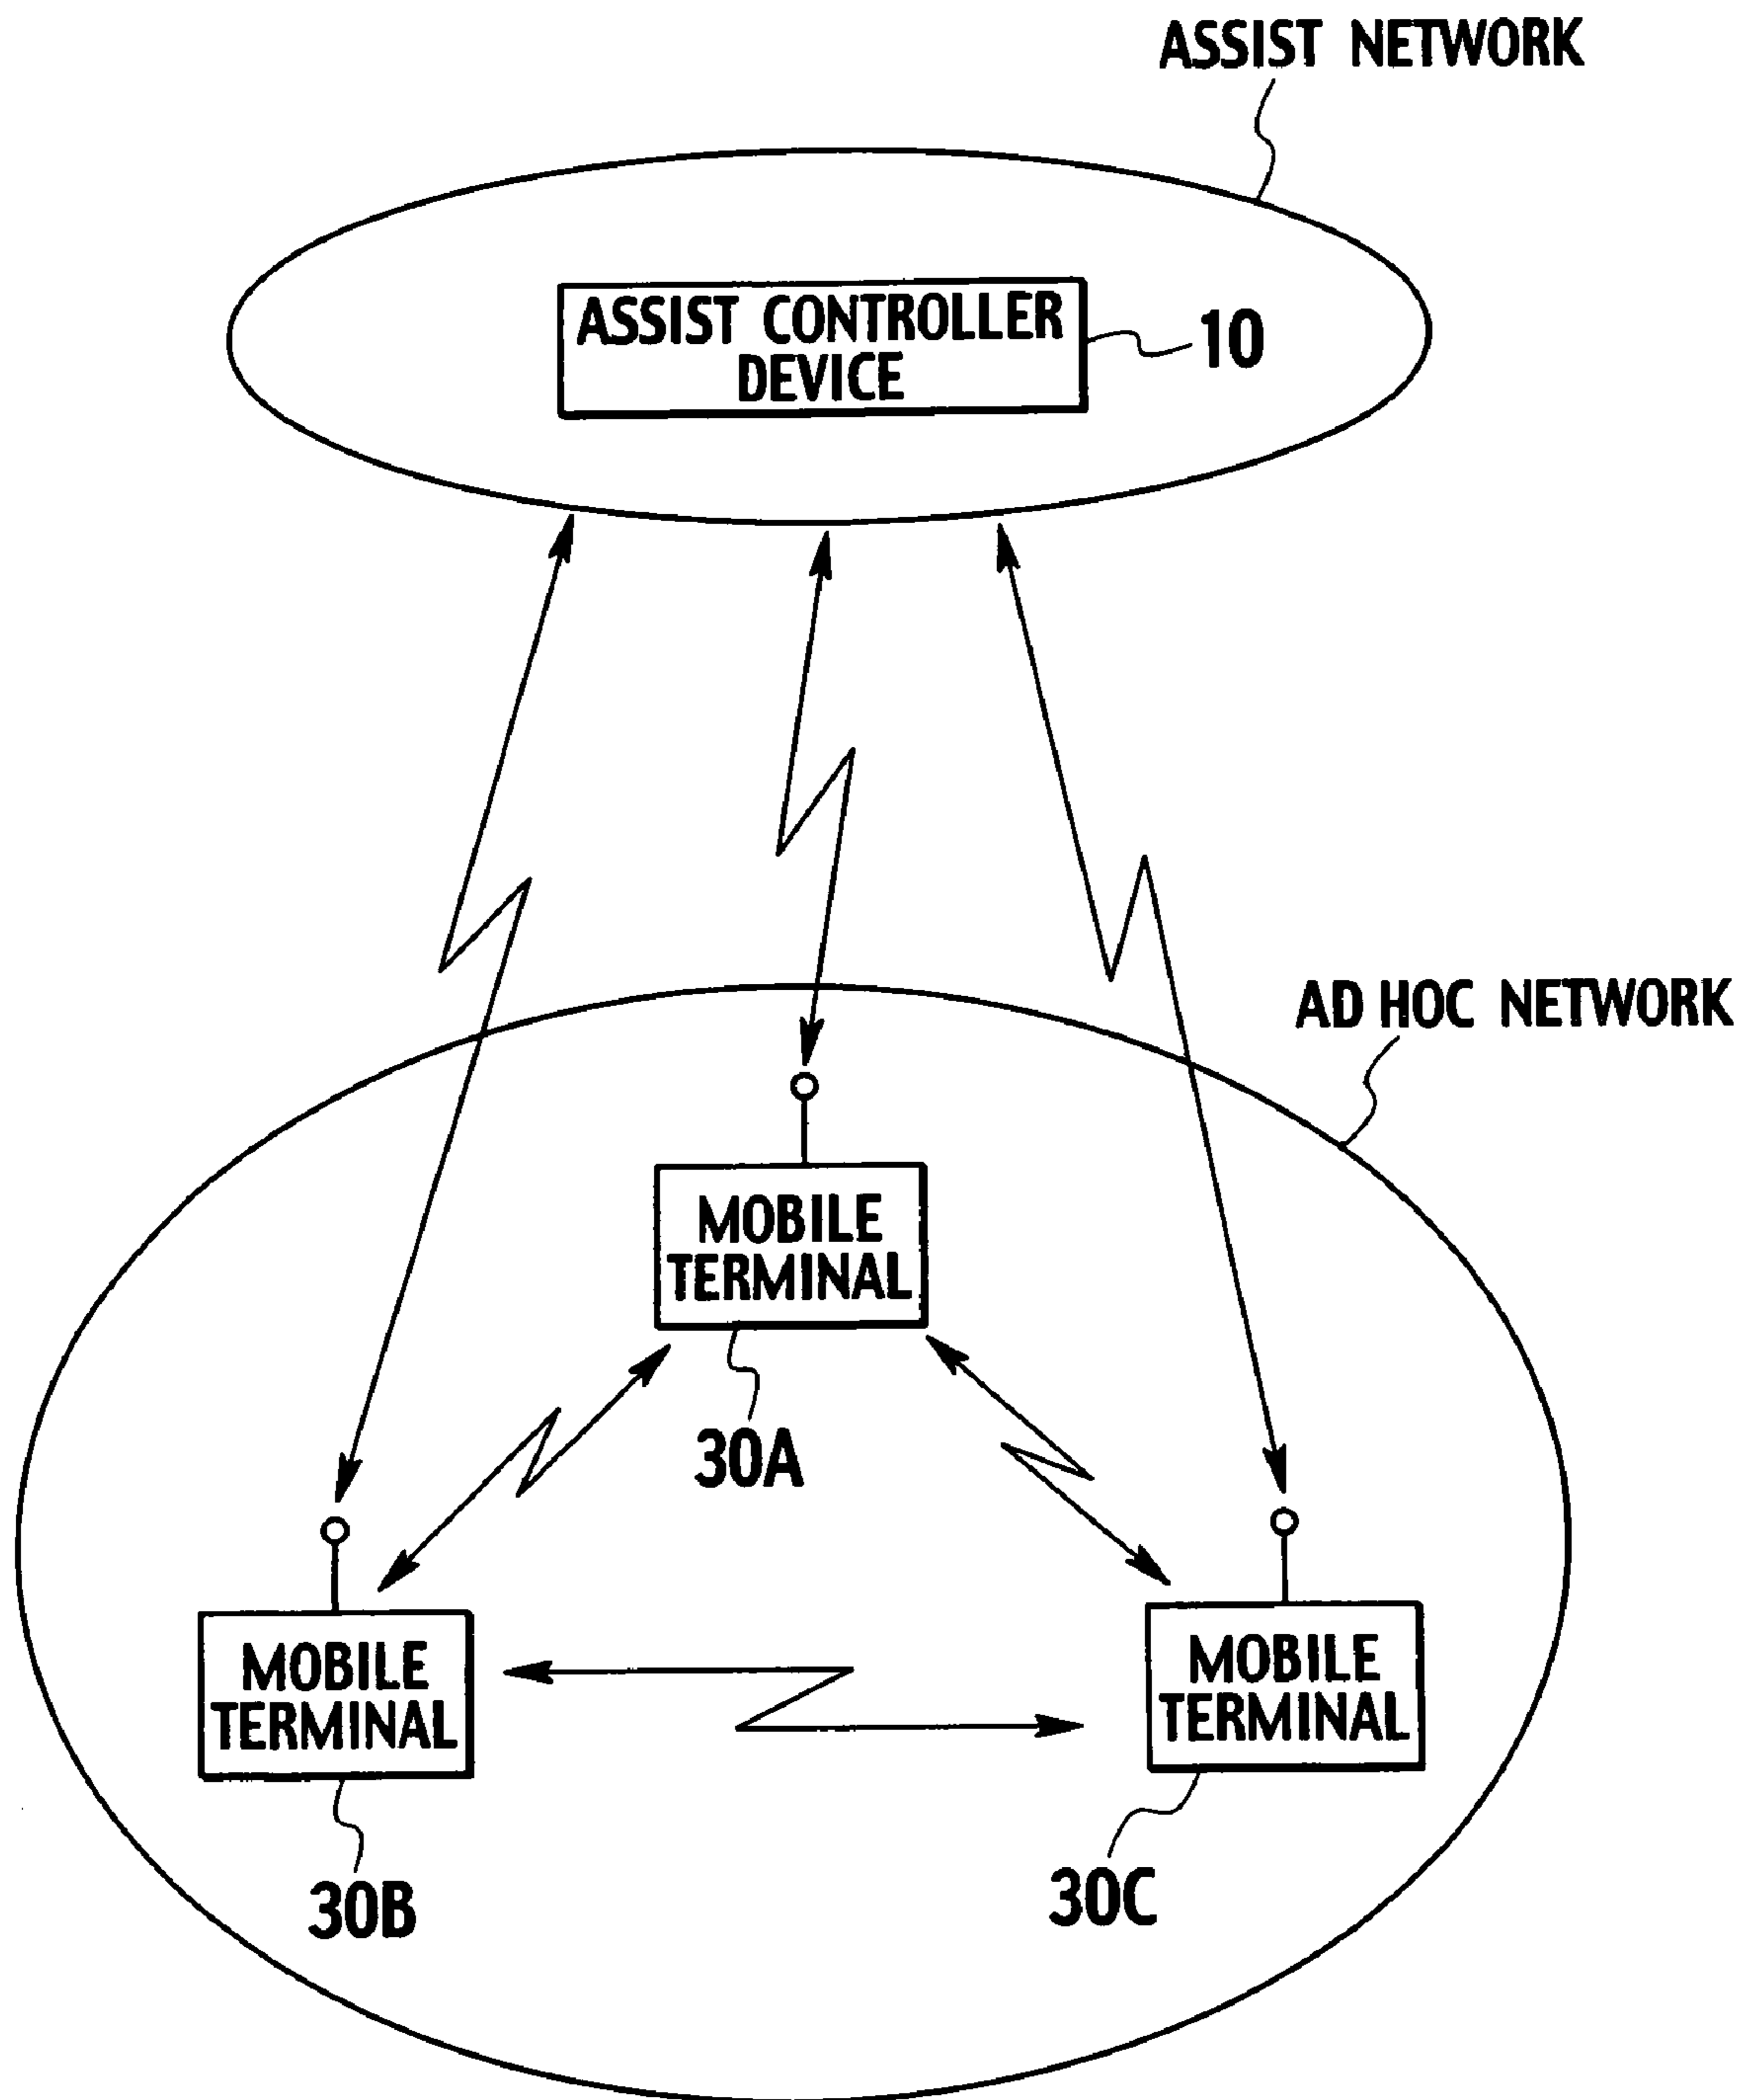 ASSIST NETWORK
ASSIST CONTROLLER
DEVICE
10
AD HOC NETWORK
MOBILE
TERMINAL
30A
MOBILE
TERMINAL
30B
MOBILE
TERMINAL
30C